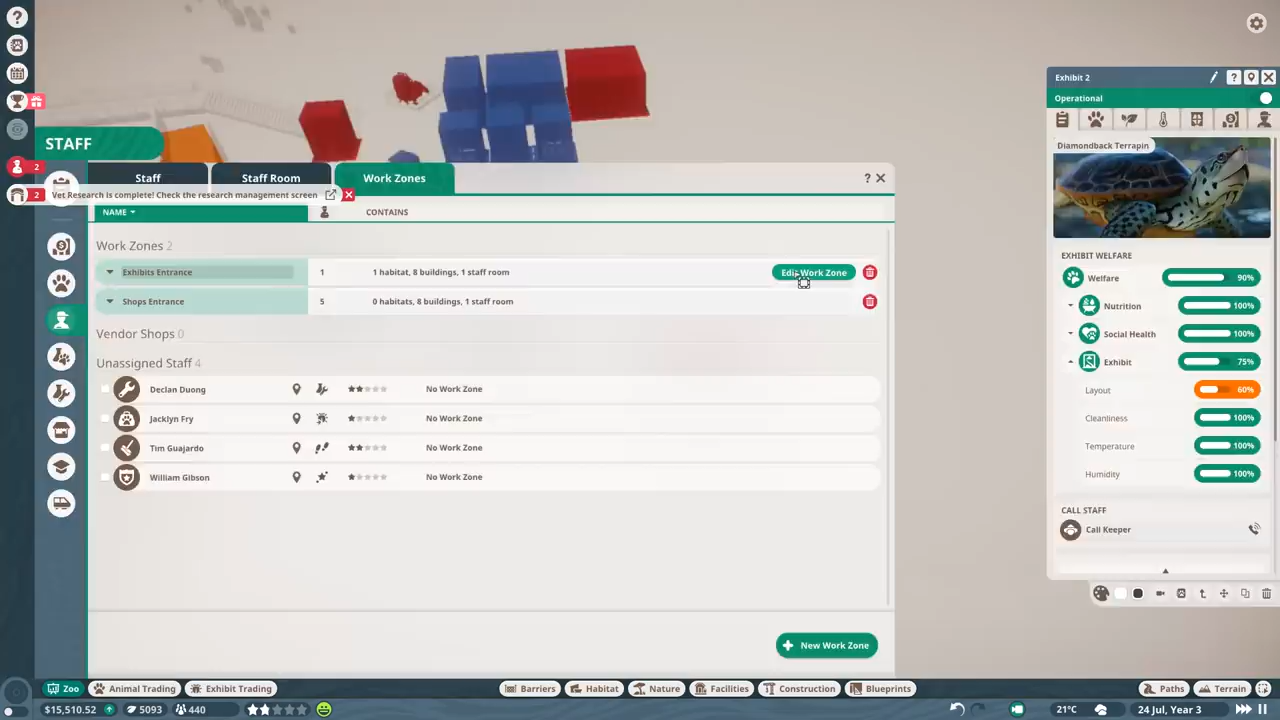 ?
STAFF
2
2
Staff
Staff Room
Work Zones
?
Vet Research is complete! Check the research management screen
NAME
CONTAINS
Work Zones 2
Exhibits Entrance
1
1 habitat, 8 buildings, 1 staff room
Edit Work Zone
Shops Entrance
5
0 habitats, 8 buildings, 1 staff room
Vendor Shops 0
Unassigned Staff 4
Declan Duong
No Work Zone
Jacklyn Fry
No Work Zone
Tim Guajardo
No Work Zone
William Gibson
No Work Zone
New Work Zone
Exhibit 2
?
Operational
Diamondback Terrapin
EXHIBIT WELFARE
Welfare
90%
Nutrition
100%
Social Health
100%
Exhibit
75%
Layout
60%
Cleanliness
100%
Temperature
100%
Humidity
100%
CALL STAFF
Call Keeper
Zoo
Animal Trading
Exhibit Trading
Barriers
Habitat
Nature
Facilities
Construction
Blueprints
Paths
Terrain
$15,510.52
5093
440
21°C
24 Jul, Year 3